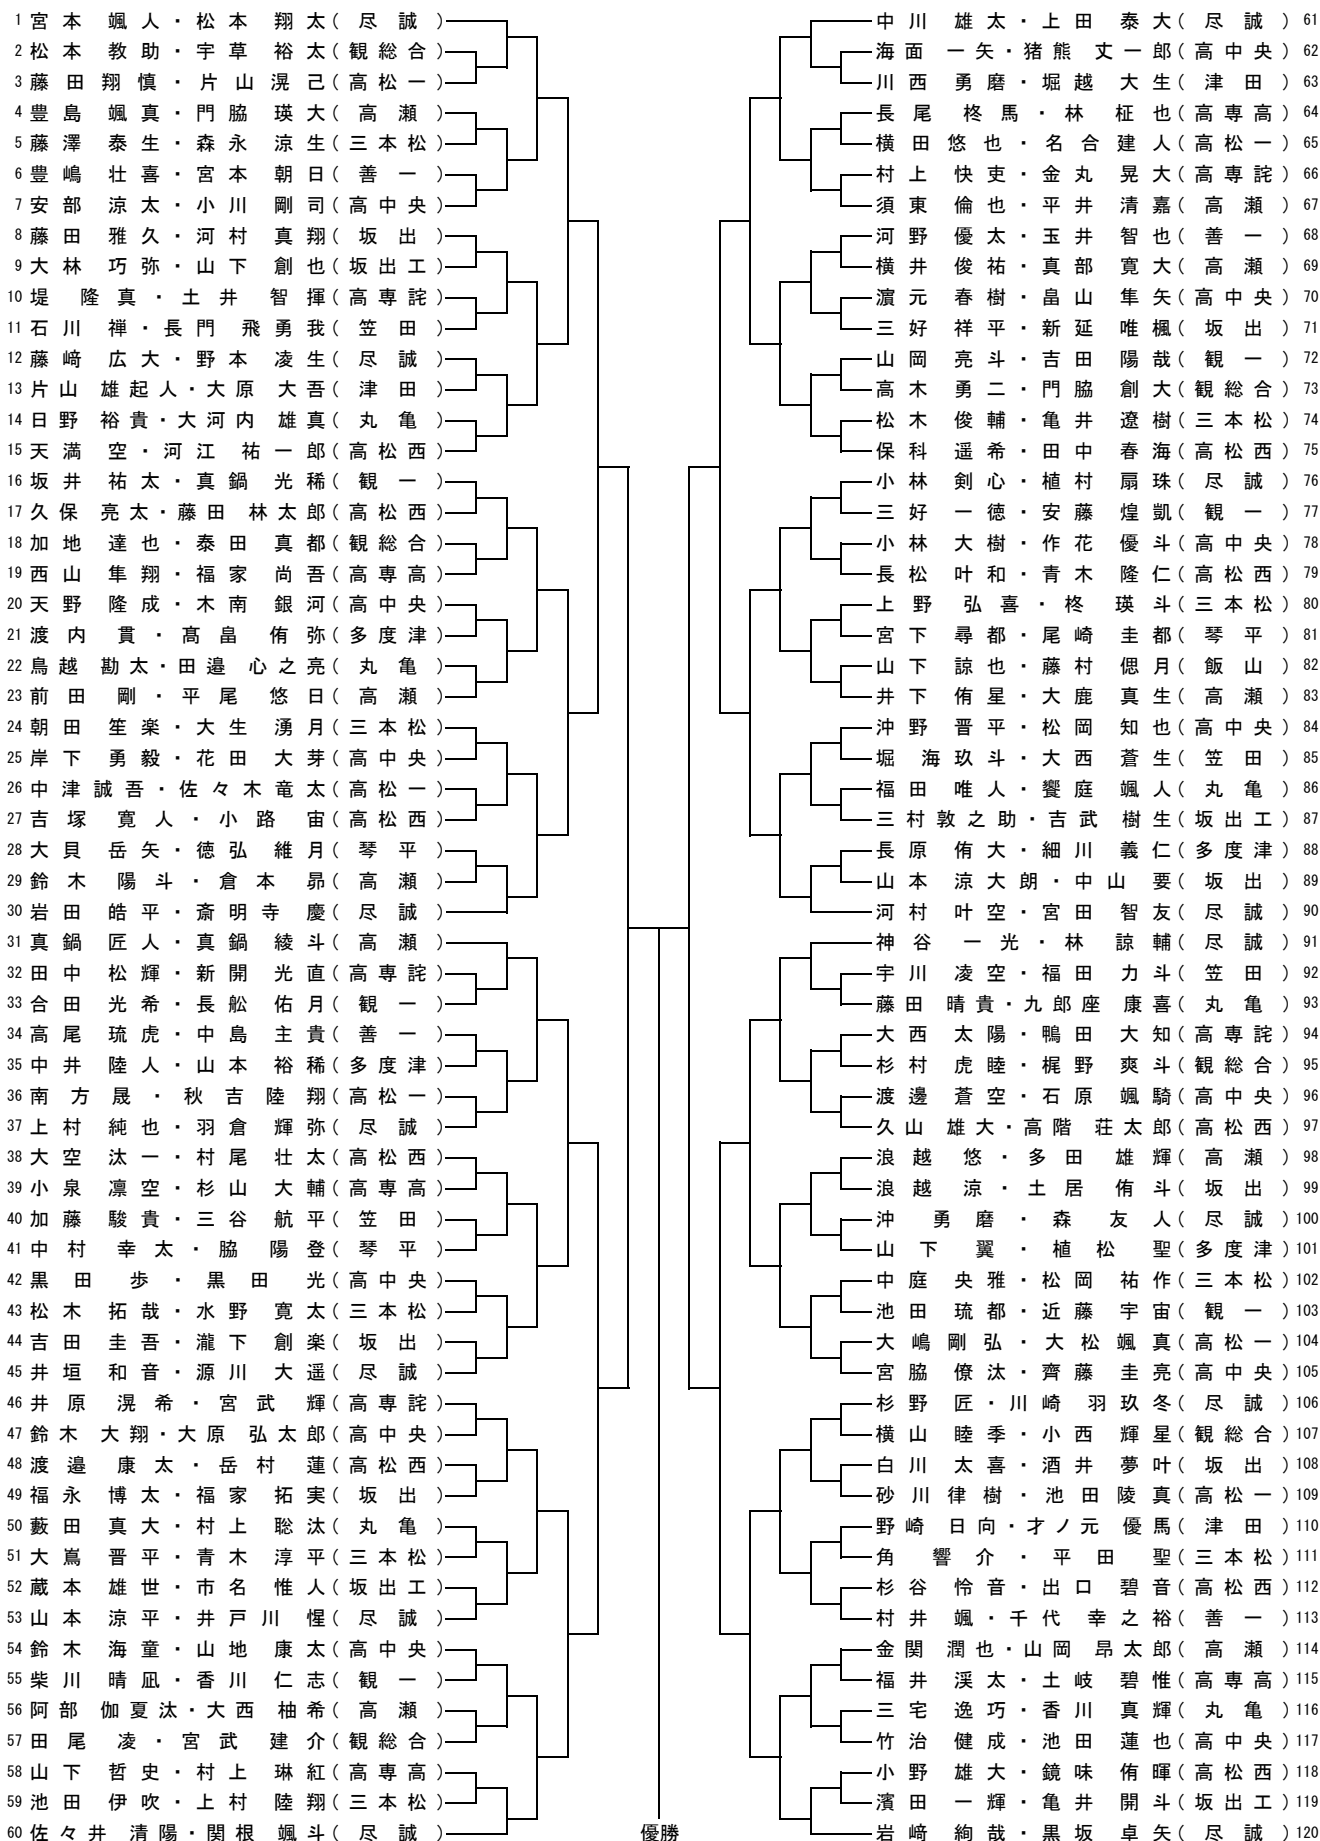 1 宮本 颯人・松本 翔太(尽誠)
2 松本 教助・宇草 裕太(観総合)
3 藤田翔慎・片山滉己(高松一)
4 豊島 颯真・門脇 瑛大(高瀬)
5 藤澤 泰生・森永 涼生(三本松)
6 豊嶋 壮喜・宮本 朝日(善一)
7 安部 涼太・小川 剛司(高中央)
8 藤田 雅久・河村 真翔(坂出)
9 大林 巧弥・山下 創也(坂出工)
10 堤 隆真・土井 智揮(高専詫)
11 石川 禅・長門 飛勇我(笠田)
12 藤﨑 広大・野本 凌生(尽誠)
13 片山 雄起人・大原 大吾(津田)
14 日野 裕貴・大河内 雄真(丸亀)
15 天満 空・河江 祐一郎(高松西)
16 坂井 祐太・真鍋 光稀(観一)
17 久保 亮太・藤田 林太郎(高松西)
18 加地 達也・泰田 真都(観総合)
19 西山 隼翔・福家 尚吾(高専高)
20 天野 隆成・木南 銀河(高中央)
21 渡内 貫・髙畠 侑弥(多度津)
22 鳥越 勘太・田邉 心之亮(丸亀)
23 前田 剛・平尾 悠日(高瀬)
24 朝田 笙楽・大生 湧月(三本松)
25 岸下 勇毅・花田 大芽(高中央)
26 中津誠吾・佐々木竜太(高松一)
27 吉塚 寛人・小路 宙(高松西)
28 大貝 岳矢・徳弘 維月(琴平)
29 鈴木 陽斗・倉本 昴(高瀬)
30 岩田 皓平・斎明寺 慶(尽誠)
31 真鍋 匠人・真鍋 綾斗(高瀬)
32 田中 松輝・新開 光直(高専詫)
33 合田 光希・長舩 佑月(観一)
34 高尾 琉虎・中島 主貴(善一)
35 中井 陸人・山本 裕稀(多度津)
36 南方晟・秋吉陸翔(高松一)
37 上村 純也・羽倉 輝弥(尽誠)
38 大空 汰一・村尾 壮太(高松西)
39 小泉 凛空・杉山 大輔(高専高)
40 加藤 駿貴・三谷 航平(笠田)
41 中村 幸太・脇 陽登(琴平)
42 黒田 歩・黒田 光(高中央)
43 松木 拓哉・水野 寛太(三本松)
44 吉田 圭吾・瀧下 創楽(坂出)
45 井垣 和音・源川 大遥(尽誠)
46 井原 滉希・宮武 輝(高専詫)
47 鈴木 大翔・大原 弘太郎(高中央)
48 渡邉 康太・岳村 蓮(高松西)
49 福永 博太・福家 拓実(坂出)
50 藪田 真大・村上 聡汰(丸亀)
51 大嶌 晋平・青木 淳平(三本松)
52 蔵本 雄世・市名 惟人(坂出工)
53 山本 涼平・井戸川 惺(尽誠)
54 鈴木 海童・山地 康太(高中央)
55 柴川 晴凪・香川 仁志(観一)
56 阿部 伽夏汰・大西 柚希(高瀬)
57 田尾 凌・宮武 建介(観総合)
58 山下 哲史・村上 琳紅(高専高)
59 池田 伊吹・上村 陸翔(三本松)
60 佐々井 清陽・関根 颯斗(尽誠)
優勝
中川 雄太・上田 泰大(尽誠) 61
海面 一矢・猪熊 丈一郎(高中央) 62
川西 勇磨・堀越 大生(津田) 63
長尾 柊馬・林 柾也(高専高) 64
横田悠也・名合建人(高松一) 65
村上 快吏・金丸 晃大(高専詫) 66
須東 倫也・平井 清嘉(高瀬) 67
河野 優太・玉井 智也(善一) 68
横井 俊祐・真部 寛大(高瀬) 69
濵元 春樹・畠山 隼矢(高中央) 70
三好 祥平・新延 唯楓(坂出) 71
山岡 亮斗・吉田 陽哉(観一) 72
高木 勇二・門脇 創大(観総合) 73
松木 俊輔・亀井 遼樹(三本松) 74
保科 遥希・田中 春海(高松西) 75
小林 剣心・植村 扇珠(尽誠) 76
三好 一徳・安藤 煌凱(観一) 77
小林 大樹・作花 優斗(高中央) 78
長松 叶和・青木 隆仁(高松西) 79
上野 弘喜・柊 瑛斗(三本松) 80
宮下 尋都・尾崎 圭都(琴平) 81
山下 諒也・藤村 偲月(飯山) 82
井下 侑星・大鹿 真生(高瀬) 83
沖野 晋平・松岡 知也(高中央) 84
堀 海玖斗・大西 蒼生(笠田) 85
福田 唯人・饗庭 颯人(丸亀) 86
三村敦之助・吉武 樹生(坂出工) 87
長原 侑大・細川 義仁(多度津) 88
山本 涼大朗・中山 要(坂出) 89
河村 叶空・宮田 智友(尽誠) 90
神谷 一光・林 諒輔(尽誠) 91
宇川 凌空・福田 力斗(笠田) 92
藤田 晴貴・九郎座 康喜(丸亀) 93
大西 太陽・鴨田 大知(高専詫) 94
杉村 虎睦・梶野 爽斗(観総合) 95
渡邊 蒼空・石原 颯騎(高中央) 96
久山 雄大・高階 荘太郎(高松西) 97
浪越 悠・多田 雄輝(高瀬) 98
浪越 涼・土居 侑斗(坂出) 99
沖 勇磨・森 友人(尽誠) 100
山下 翼・植松 聖(多度津) 101
中庭 央雅・松岡 祐作(三本松) 102
池田 琉都・近藤 宇宙(観一) 103
大嶋剛弘・大松颯真(高松一) 104
宮脇 僚汰・齊藤 圭亮(高中央) 105
杉野 匠・川崎 羽玖冬(尽誠) 106
横山 睦季・小西 輝星(観総合) 107
白川 太喜・酒井 夢叶(坂出) 108
砂川律樹・池田陵真(高松一) 109
野崎 日向・才ノ元 優馬(津田) 110
角 響介・平田 聖(三本松) 111
杉谷 怜音・出口 碧音(高松西) 112
村井 颯・千代 幸之裕(善一) 113
金関 潤也・山岡 昂太郎(高瀬) 114
福井 渓太・土岐 碧惟(高専高) 115
三宅 逸巧・香川 真輝(丸亀) 116
竹治 健成・池田 蓮也(高中央) 117
小野 雄大・鏡味 侑暉(高松西) 118
濱田 一輝・亀井 開斗(坂出工) 119
岩﨑 絢哉・黒坂 卓矢(尽誠) 120